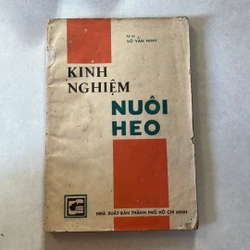 VÕ VĂN NINH
KINH
NGHIỆM
NUÔI
HEO
NHÀ XUẤT BẢN THÀNH PHỐ HỒ CHÍ MINH